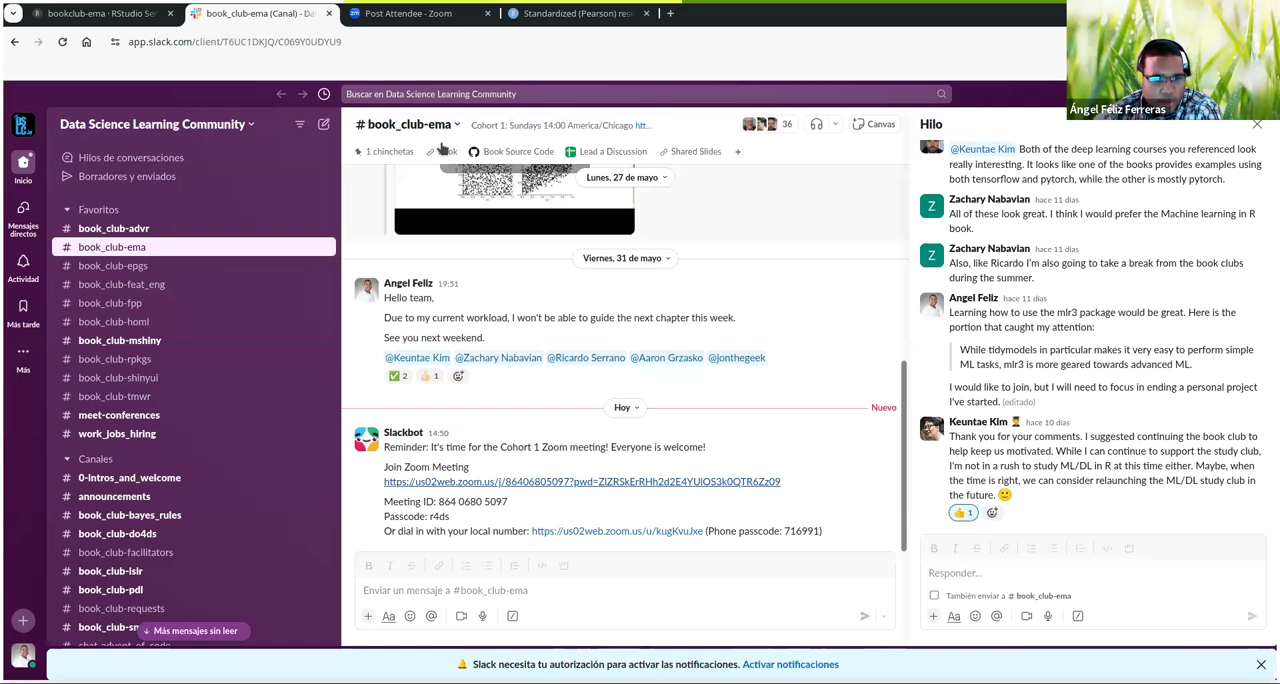 bookclub-ema · RStudio Ser
book_club-ema (Canal) - Da
Post Attendee - Zoom
Standardized (Pearson) resi
app.slack.com/client/T6UC1DKJQ/C069Y0UDYU9
Ángel Féliz Ferreras
Buscar en Data Science Learning Community
Data Science Learning Community
Hilos de conversaciones
Borradores y enviados
Inicio
Mensajes directos
Actividad
Más tarde
Más
Favoritos
# book_club-advr
# book_club-ema
# book_club-epgs
# book_club-feat_eng
# book_club-fpp
# book_club-homl
# book_club-mshiny
# book_club-rpkgs
# book_club-shinyui
# book_club-tmwr
# meet-conferences
# work_jobs_hiring
Canales
# 0-intros_and_welcome
# announcements
# book_club-bayes_rules
# book_club-do4ds
# book_club-facilitators
# book_club-islr
# book_club-pdl
# book_club-requests
Más mensajes sin leer
# book_club-ema
Cohort 1: Sundays 14:00 America/Chicago htt...
36
Canvas
1 chinchetas
Book Source Code
Lead a Discussion
Shared Slides
+
Lunes, 27 de mayo
Viernes, 31 de mayo
Angel Feliz 19:51
Hello team,
Due to my current workload, I won't be able to guide the next chapter this week.
See you next weekend.
@Keuntae Kim @Zachary Nabavian @Ricardo Serrano @Aaron Grzasko @jonthegeek
2
1
Hoy
Nuevo
Slackbot 14:50
Reminder: It's time for the Cohort 1 Zoom meeting! Everyone is welcome!
Join Zoom Meeting
https://us02web.zoom.us/j/86406805097?pwd=ZlZRSkErRHh2d2E4YUlOS3k0QTR6Zz09
Meeting ID: 864 0680 5097
Passcode: r4ds
Or dial in with your local number: https://us02web.zoom.us/u/kugKvuJxe (Phone passcode: 716991)
Enviar un mensaje a #book_club-ema
Hilo
@Keuntae Kim Both of the deep learning courses you referenced look
really interesting. It looks like one of the books provides examples using
both tensorflow and pytorch, while the other is mostly pytorch.
Zachary Nabavian hace 11 días
All of these look great. I think I would prefer the Machine learning in R
book.
Zachary Nabavian hace 11 días
Also, like Ricardo I'm also going to take a break from the book clubs
during the summer.
Angel Feliz hace 11 días
Learning how to use the mlr3 package would be great. Here is the
portion that caught my attention:
While tidymodels in particular makes it very easy to perform simple
ML tasks, mlr3 is more geared towards advanced ML.
I would like to join, but I will need to focus in ending a personal project
I've started. (editado)
Keuntae Kim hace 10 días
Thank you for your comments. I suggested continuing the book club to
help keep us motivated. While I can continue to support the study club,
I'm not in a rush to study ML/DL in R at this time either. Maybe, when
the time is right, we can consider relaunching the ML/DL study club in
the future.
1
Responder...
También enviar a # book_club-ema
Slack necesita tu autorización para activar las notificaciones. Activar notificaciones